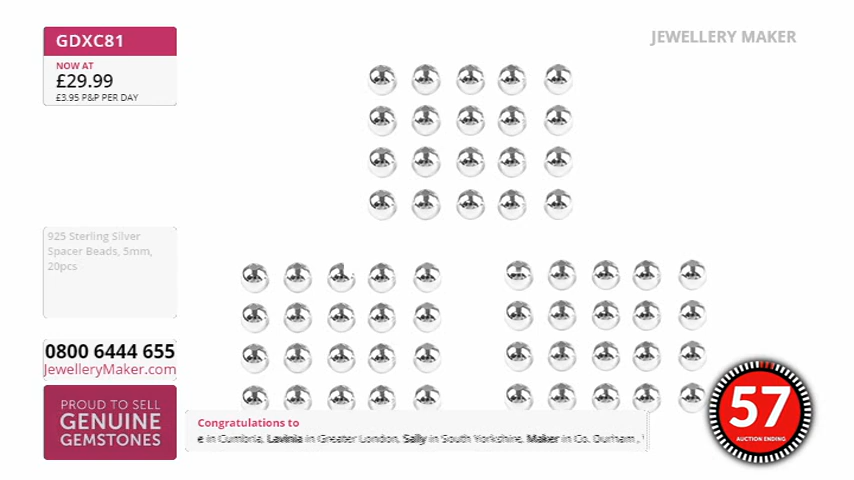 GDXC81
NOW AT
£29.99
£3.95 P&P PER DAY
JEWELLERY MAKER
925 Sterling Silver
Spacer Beads, 5mm,
20pcs
0800 6444 655
JewelleryMaker.com
PROUD TO SELL
GENUINE
GEMSTONES
Congratulations to
e in Cumbria, Lavinia in Greater London, Sally in South Yorkshire, Maker in Co. Durham,
57
AUCTION ENDING